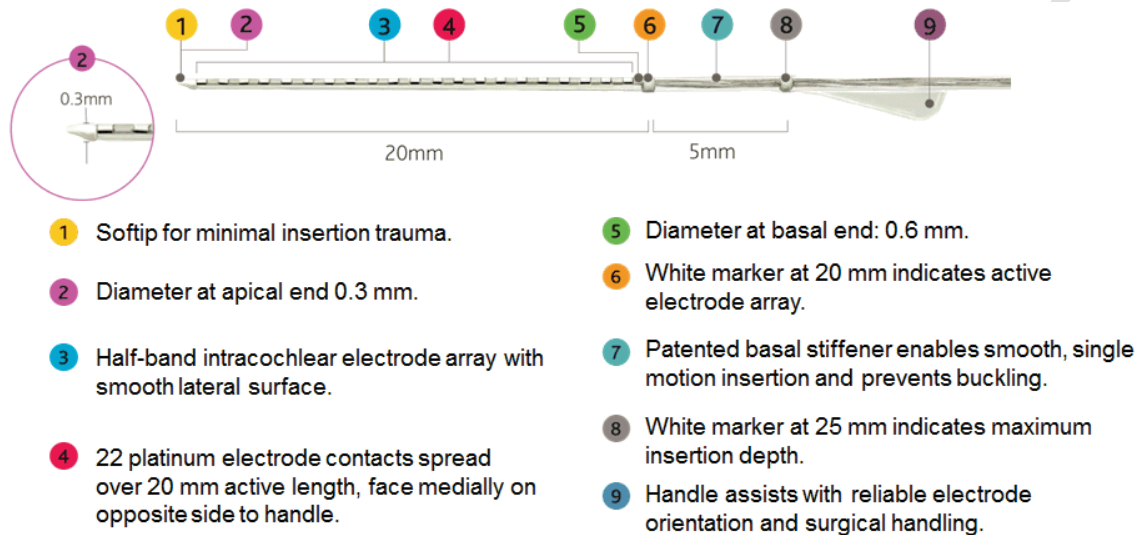 1 2 3 4 5 6 7 8 9
2
0.3mm
20mm 5mm
1 Softip for minimal insertion trauma.
2 Diameter at apical end 0.3 mm.
3 Half-band intracochlear electrode array with
smooth lateral surface.
4 22 platinum electrode contacts spread
over 20 mm active length, face medially on
opposite side to handle.
5 Diameter at basal end: 0.6 mm.
6 White marker at 20 mm indicates active
electrode array.
7 Patented basal stiffener enables smooth, single
motion insertion and prevents buckling.
8 White marker at 25 mm indicates maximum
insertion depth.
9 Handle assists with reliable electrode
orientation and surgical handling.